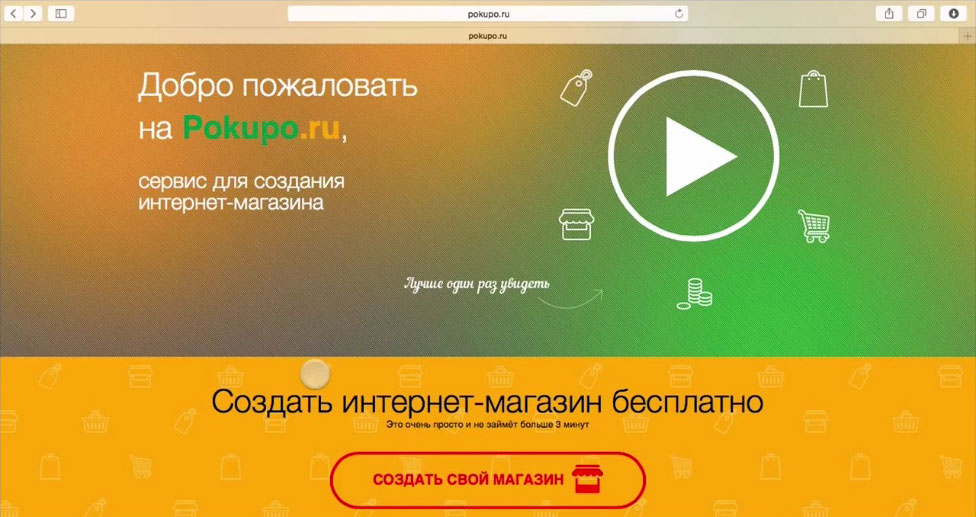 pokupo.ru
pokupo.ru
Добро пожаловать
на Pokupo.ru,
сервис для создания
интернет-магазина
Лучше один раз увидеть
Создать интернет-магазин бесплатно
Это очень просто и не займёт больше 3 минут
СОЗДАТЬ СВОЙ МАГАЗИН